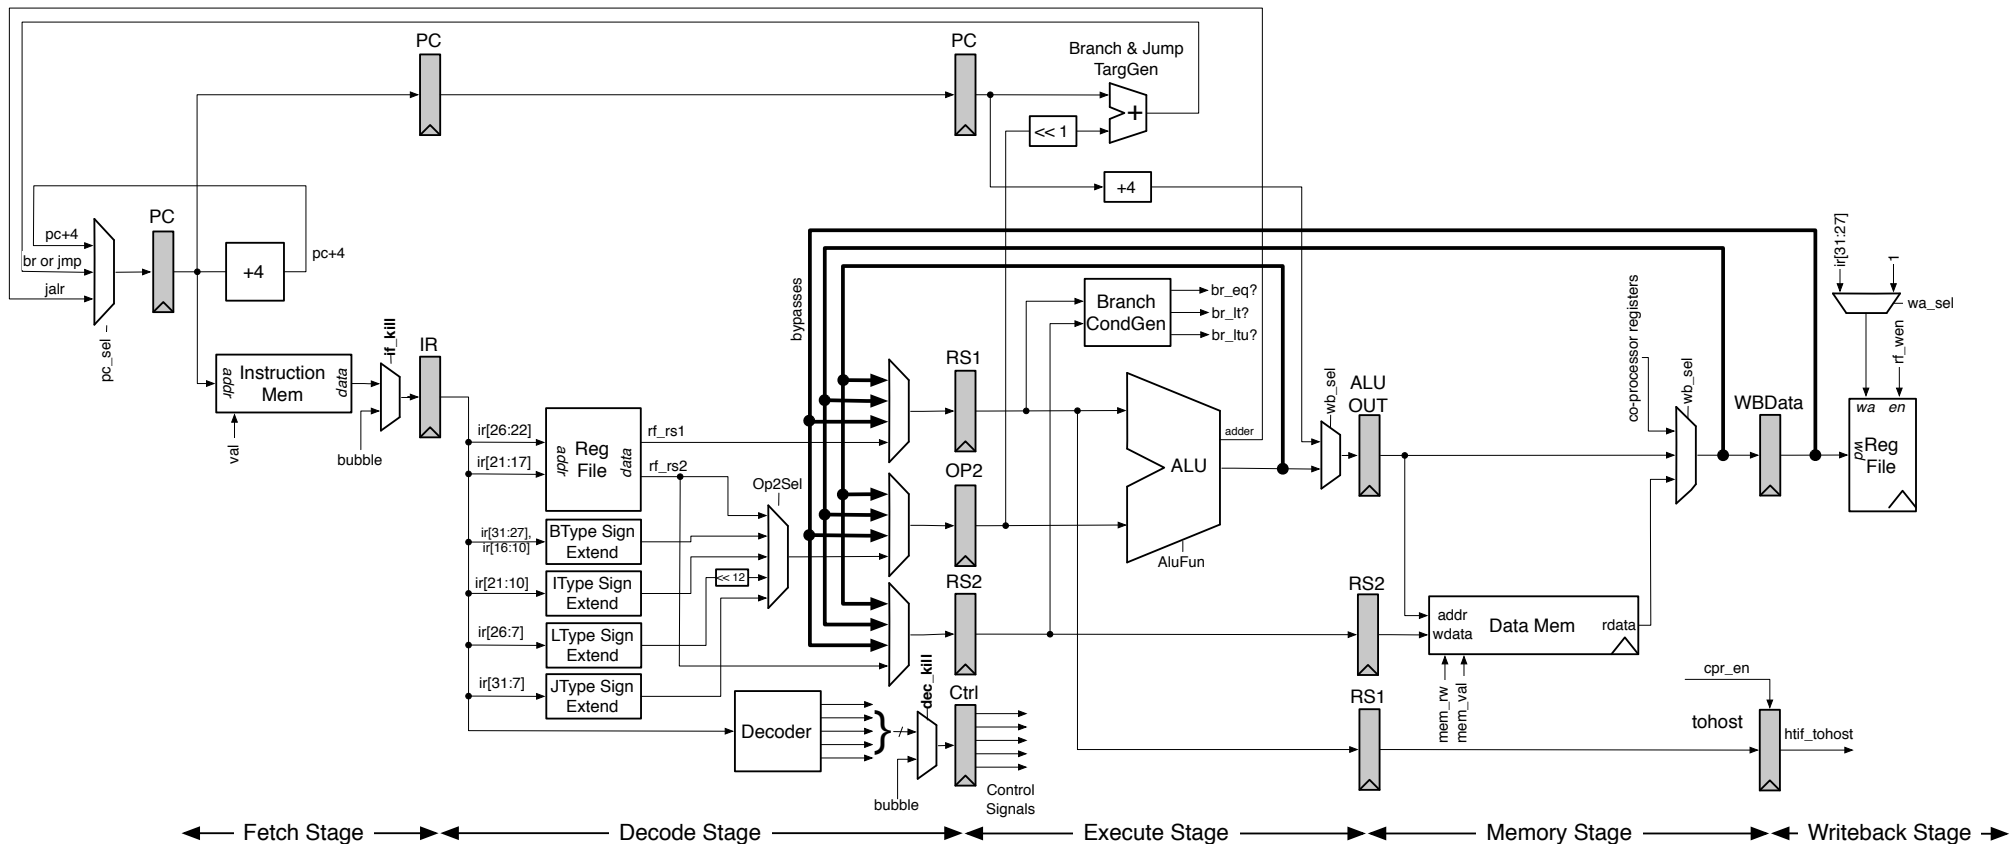 PC
PC
Branch & Jump
TargGen
+
<< 1
+4
pc+4
br or jmp
jalr
pc_sel
PC
+4
pc+4
if_kill
IR
Instruction
Mem
addr
data
val
bubble
ir[26:22]
ir[21:17]
Reg
File
addr
data
rf_rs1
rf_rs2
Op2Sel
ir[31:27],
ir[16:10]
BType Sign
Extend
ir[21:10]
IType Sign
Extend
<< 12
ir[26:7]
LType Sign
Extend
ir[31:7]
JType Sign
Extend
Decoder
bubble
dec_kill
bypasses
RS1
OP2
RS2
Ctrl
Control
Signals
Branch
CondGen
br_eq?
br_lt?
br_ltu?
ALU
adder
AluFun
wb_sel
ALU
OUT
RS2
RS1
addr
wdata
Data Mem
rdata
mem_rw
mem_val
co-processor registers
wb_sel
WBData
ir[31:27]
1
wa_sel
rf_wen
wa
en
wd
Reg
File
cpr_en
tohost
htif_tohost
Fetch Stage
Decode Stage
Execute Stage
Memory Stage
Writeback Stage